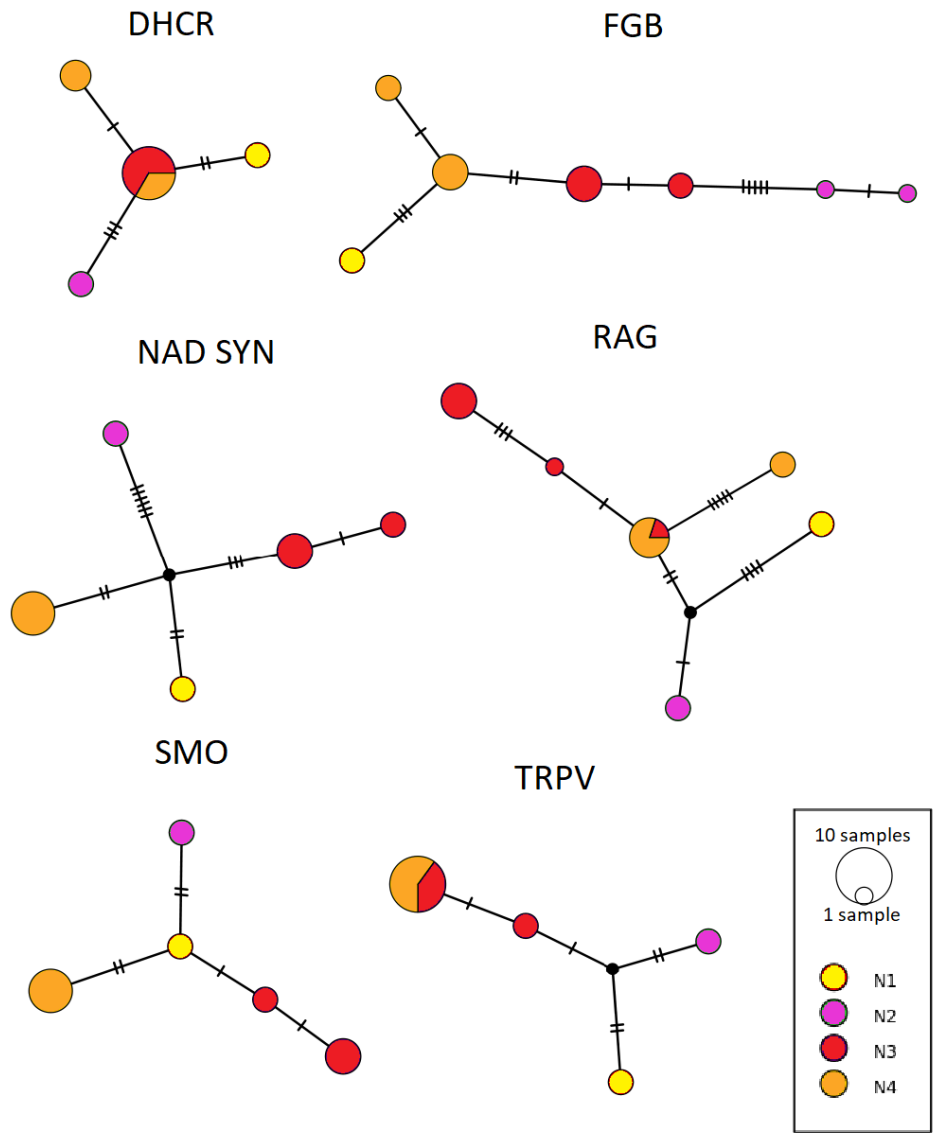 DHCR
FGB
NAD SYN
RAG
SMO
TRPV
10 samples
1 sample
N1
N2
N3
N4